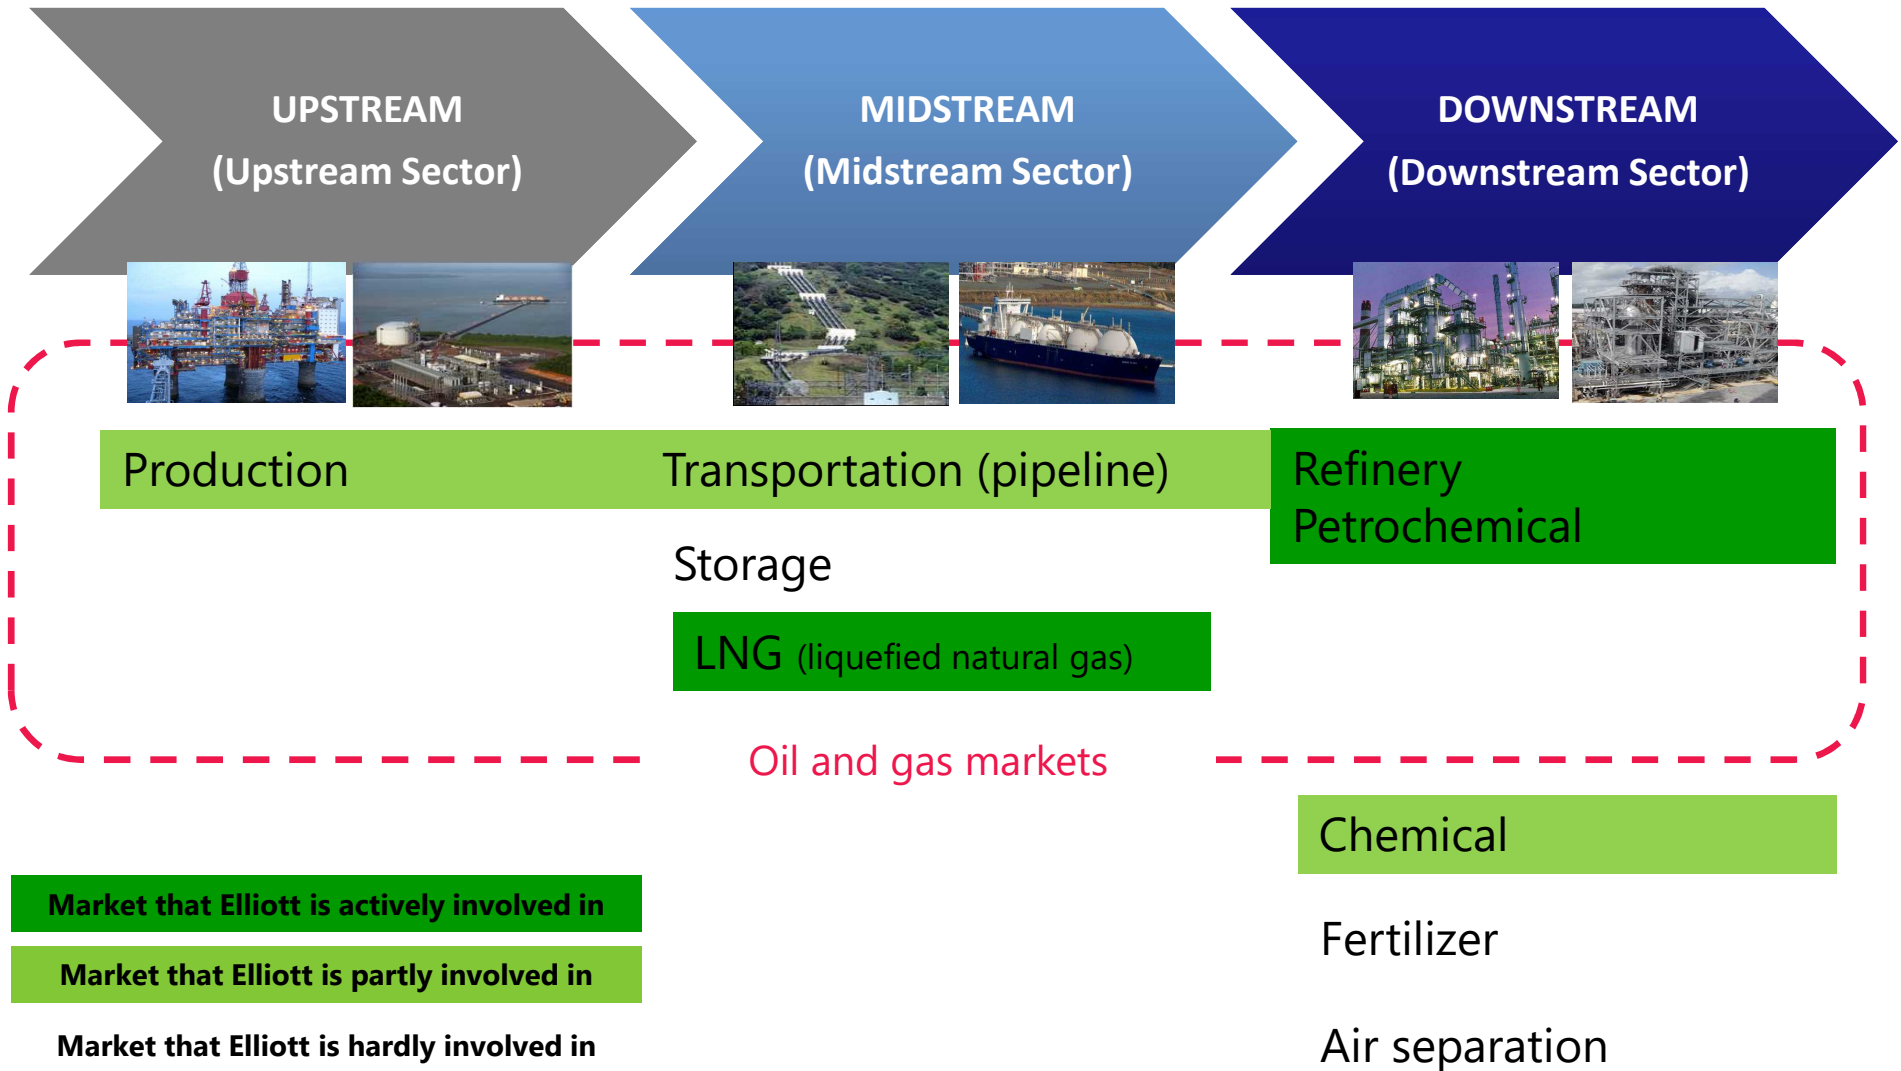 UPSTREAM
(Upstream Sector)
MIDSTREAM
(Midstream Sector)
DOWNSTREAM
(Downstream Sector)
Production
Transportation (pipeline)
Refinery
Petrochemical
Storage
LNG (liquefied natural gas)
Oil and gas markets
Chemical
Fertilizer
Air separation
Market that Elliott is actively involved in
Market that Elliott is partly involved in
Market that Elliott is hardly involved in